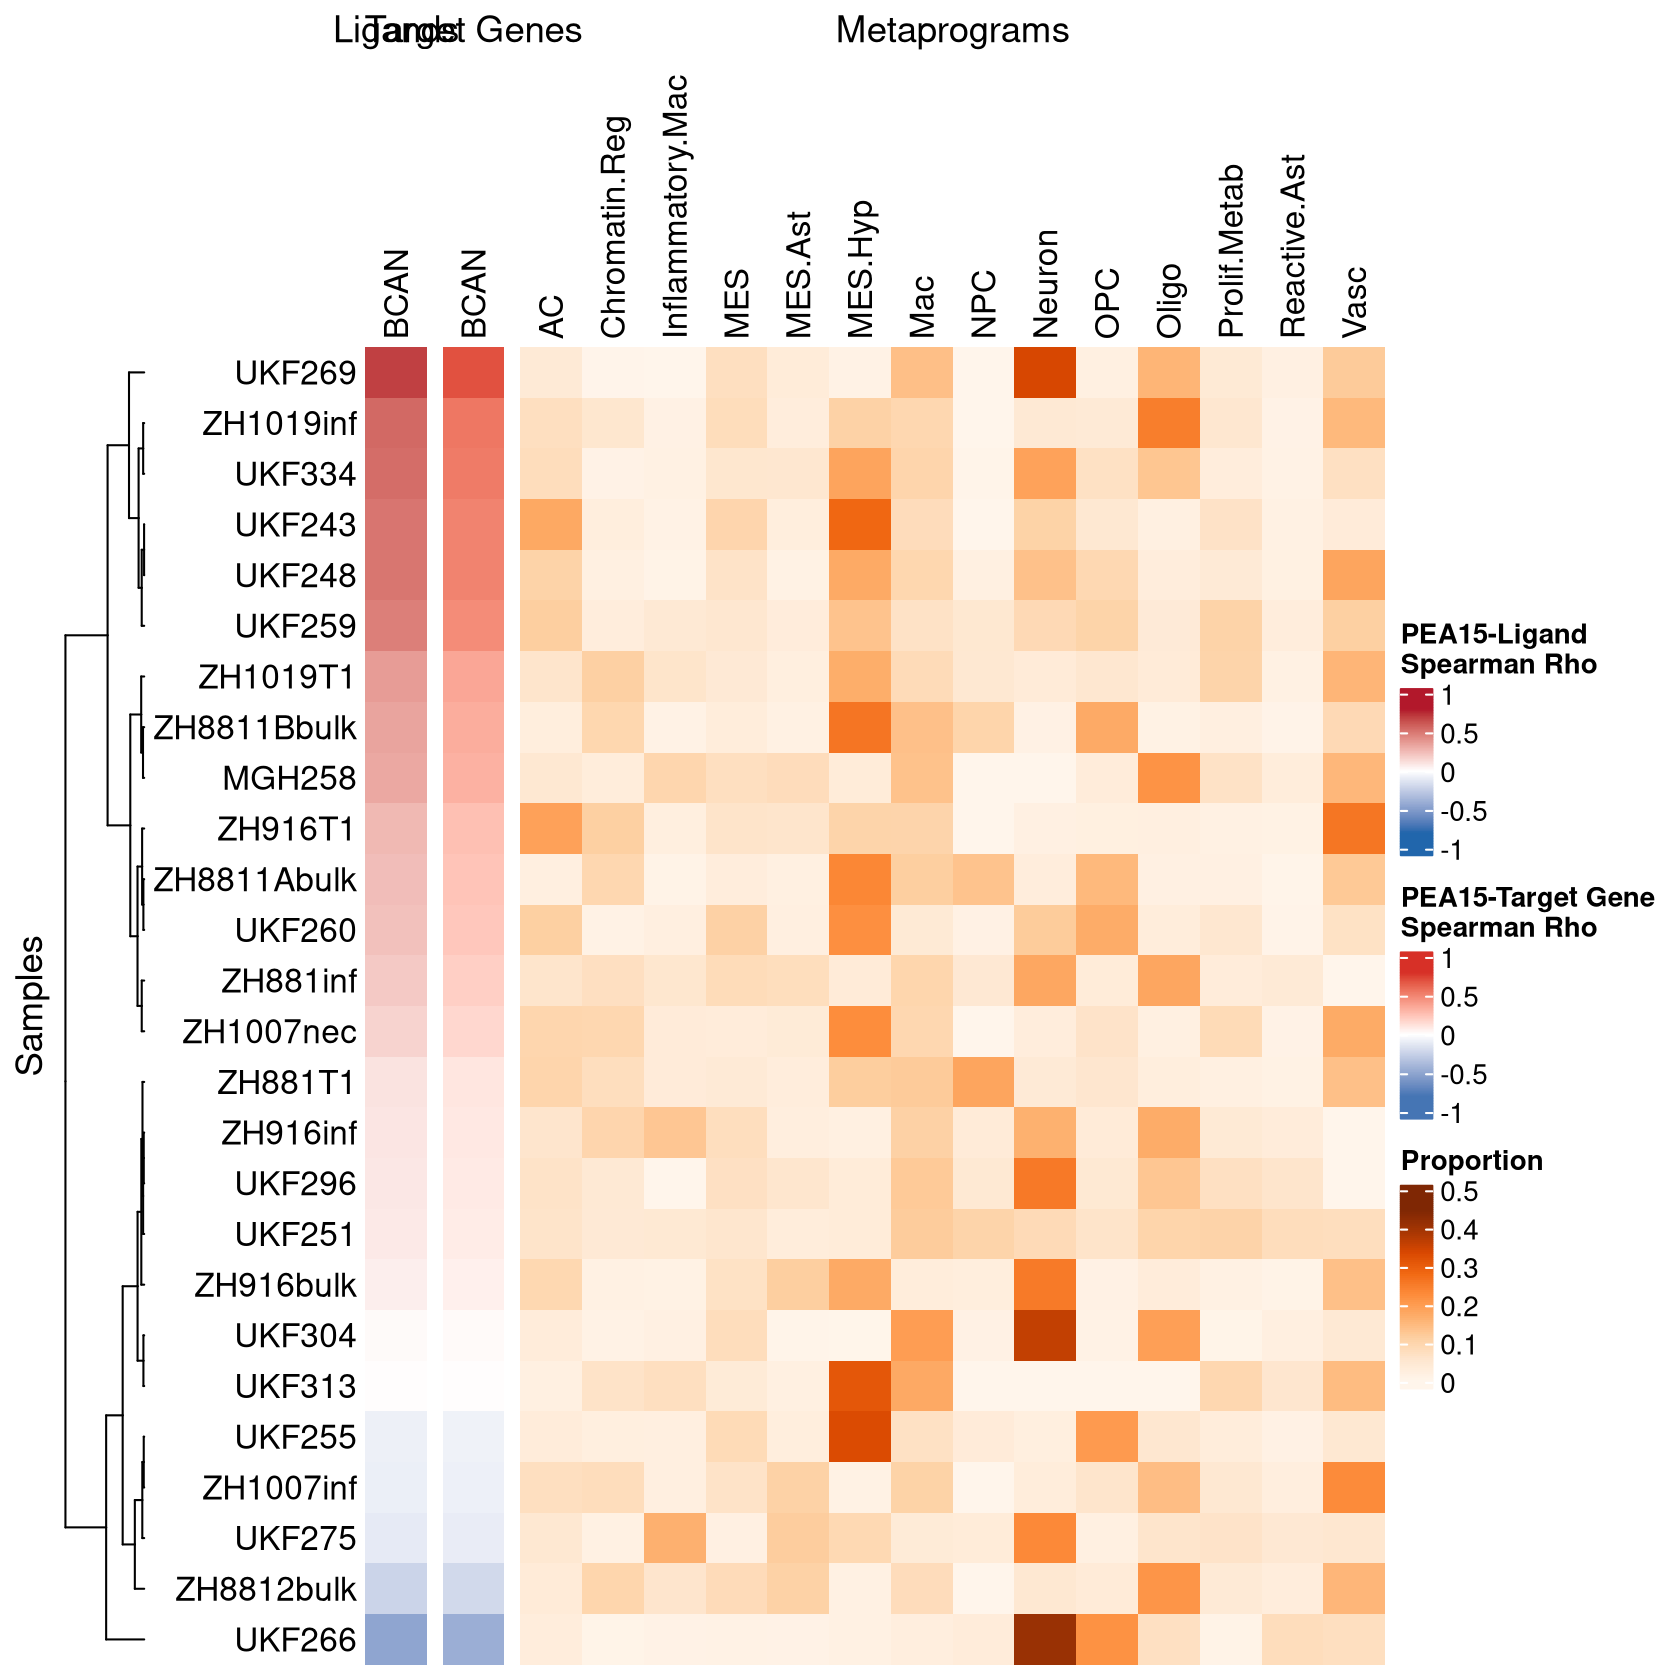 Ligands Target Genes Metaprograms
BCAN BCAN AC Chromatin.Reg Inflammatory.Mac MES MES.Ast MES.Hyp Mac NPC Neuron OPC Oligo Prolif.Metab Reactive.Ast Vasc
Samples
UKF269
ZH1019inf
UKF334
UKF243
UKF248
UKF259
ZH1019T1
ZH8811Bbulk
MGH258
ZH916T1
ZH8811Abulk
UKF260
ZH881inf
ZH1007nec
ZH881T1
ZH916inf
UKF296
UKF251
ZH916bulk
UKF304
UKF313
UKF255
ZH1007inf
UKF275
ZH8812bulk
UKF266
PEA15-Ligand
Spearman Rho
1
0.5
0
-0.5
-1
PEA15-Target Gene
Spearman Rho
1
0.5
0
-0.5
-1
Proportion
0.5
0.4
0.3
0.2
0.1
0